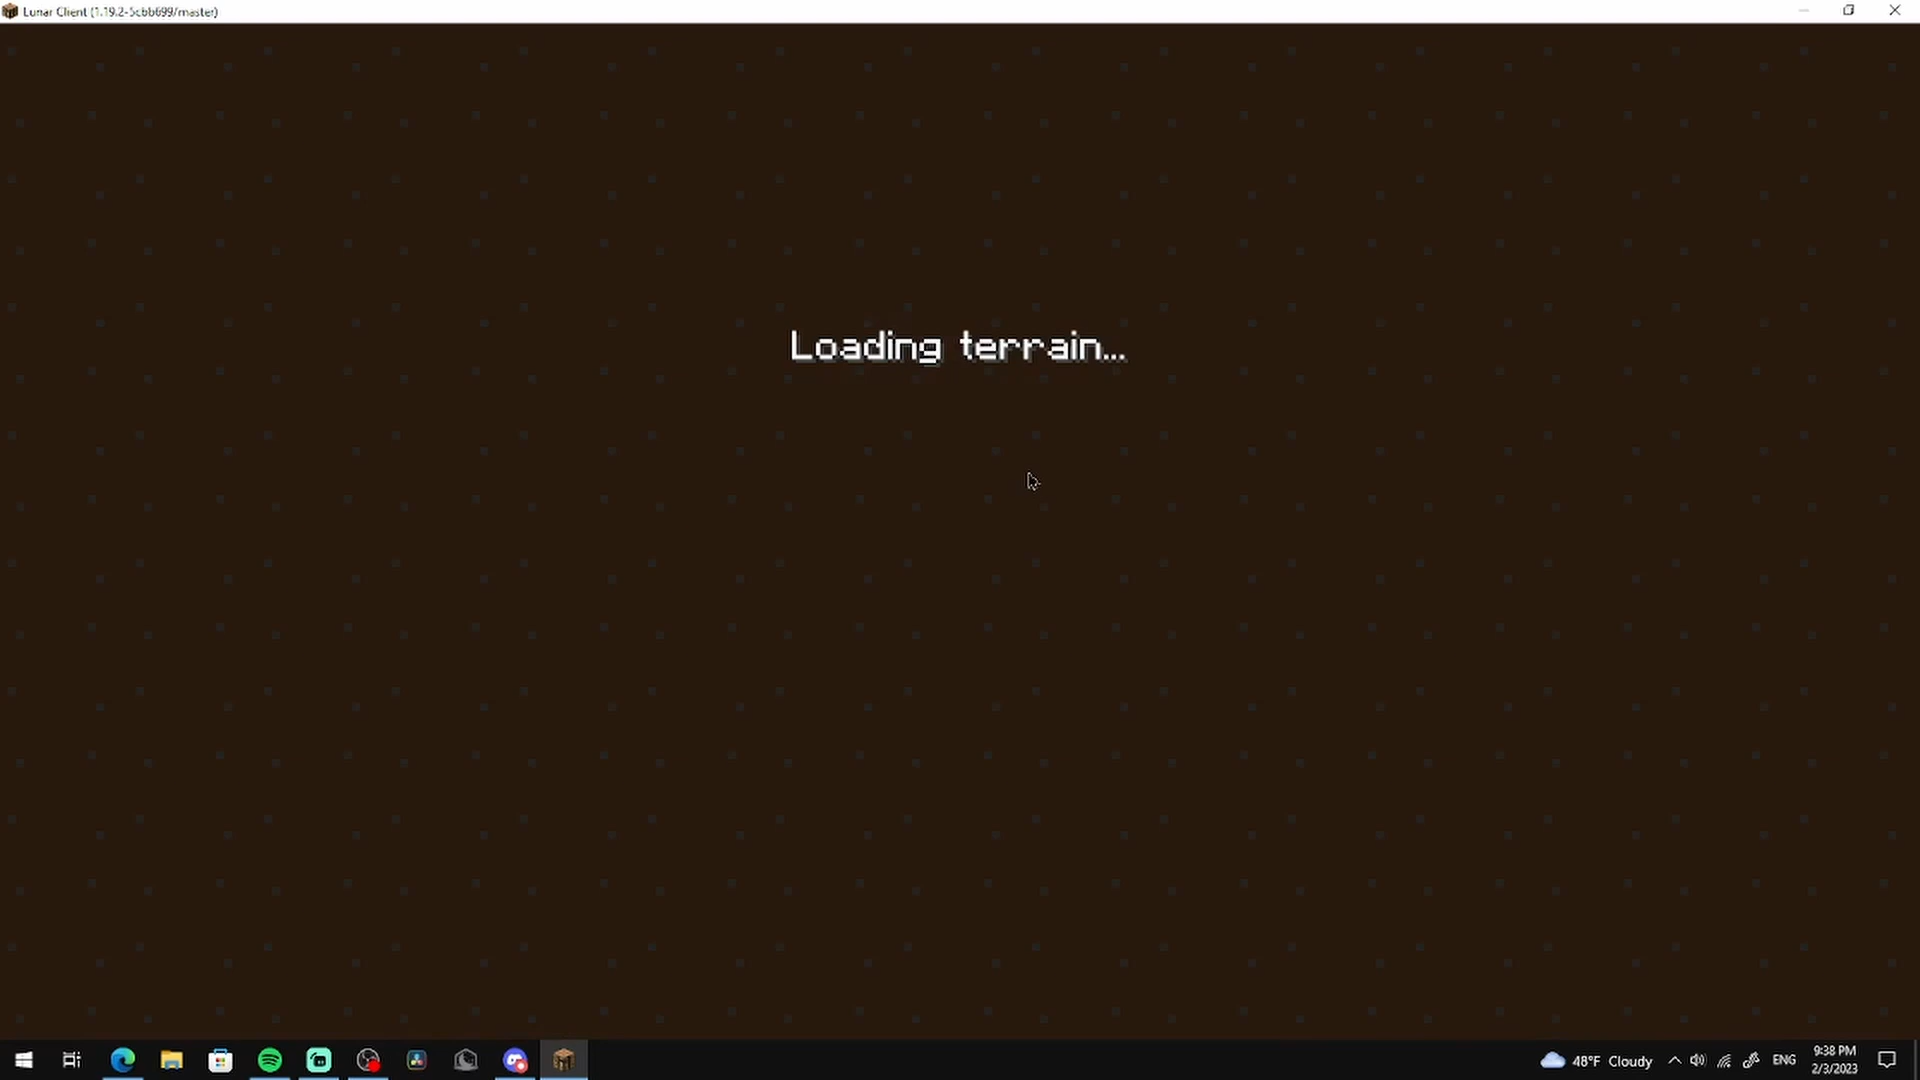 Lunar Client (1.19.2-5cbb699/master)
Loading terrain...
48°F Cloudy
ENG
9:38 PM
2/3/2023